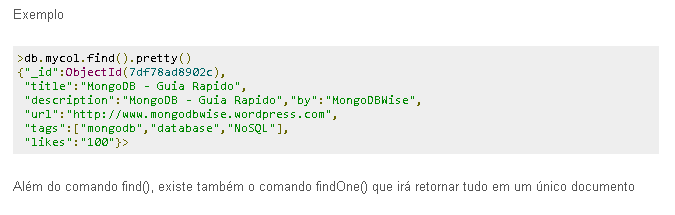 Exemplo
>db.mycol.find().pretty()
{"_id":ObjectId(7df78ad8902c),
"title":"MongoDB - Guia Rapido",
"description":"MongoDB - Guia Rapido","by":"MongoDBWise",
"url":"http://www.mongodbwise.wordpress.com",
"tags":["mongodb","database","NoSQL"],
"likes":"100"}>
Além do comando find(), existe também o comando findOne() que irá retornar tudo em um único documento